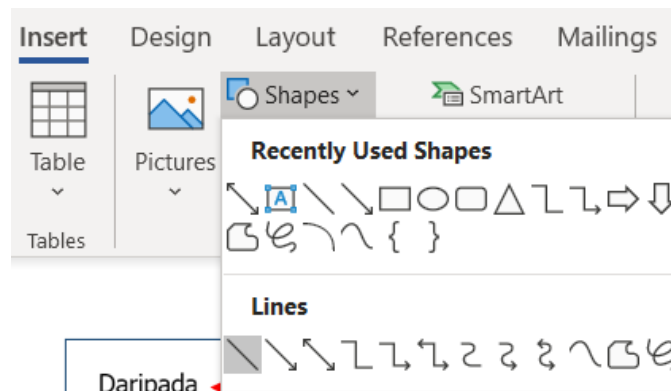 Insert Design Layout References Mailings
Shapes SmartArt
Table Pictures
Tables
Recently Used Shapes
A
{ }
Lines
Daripada